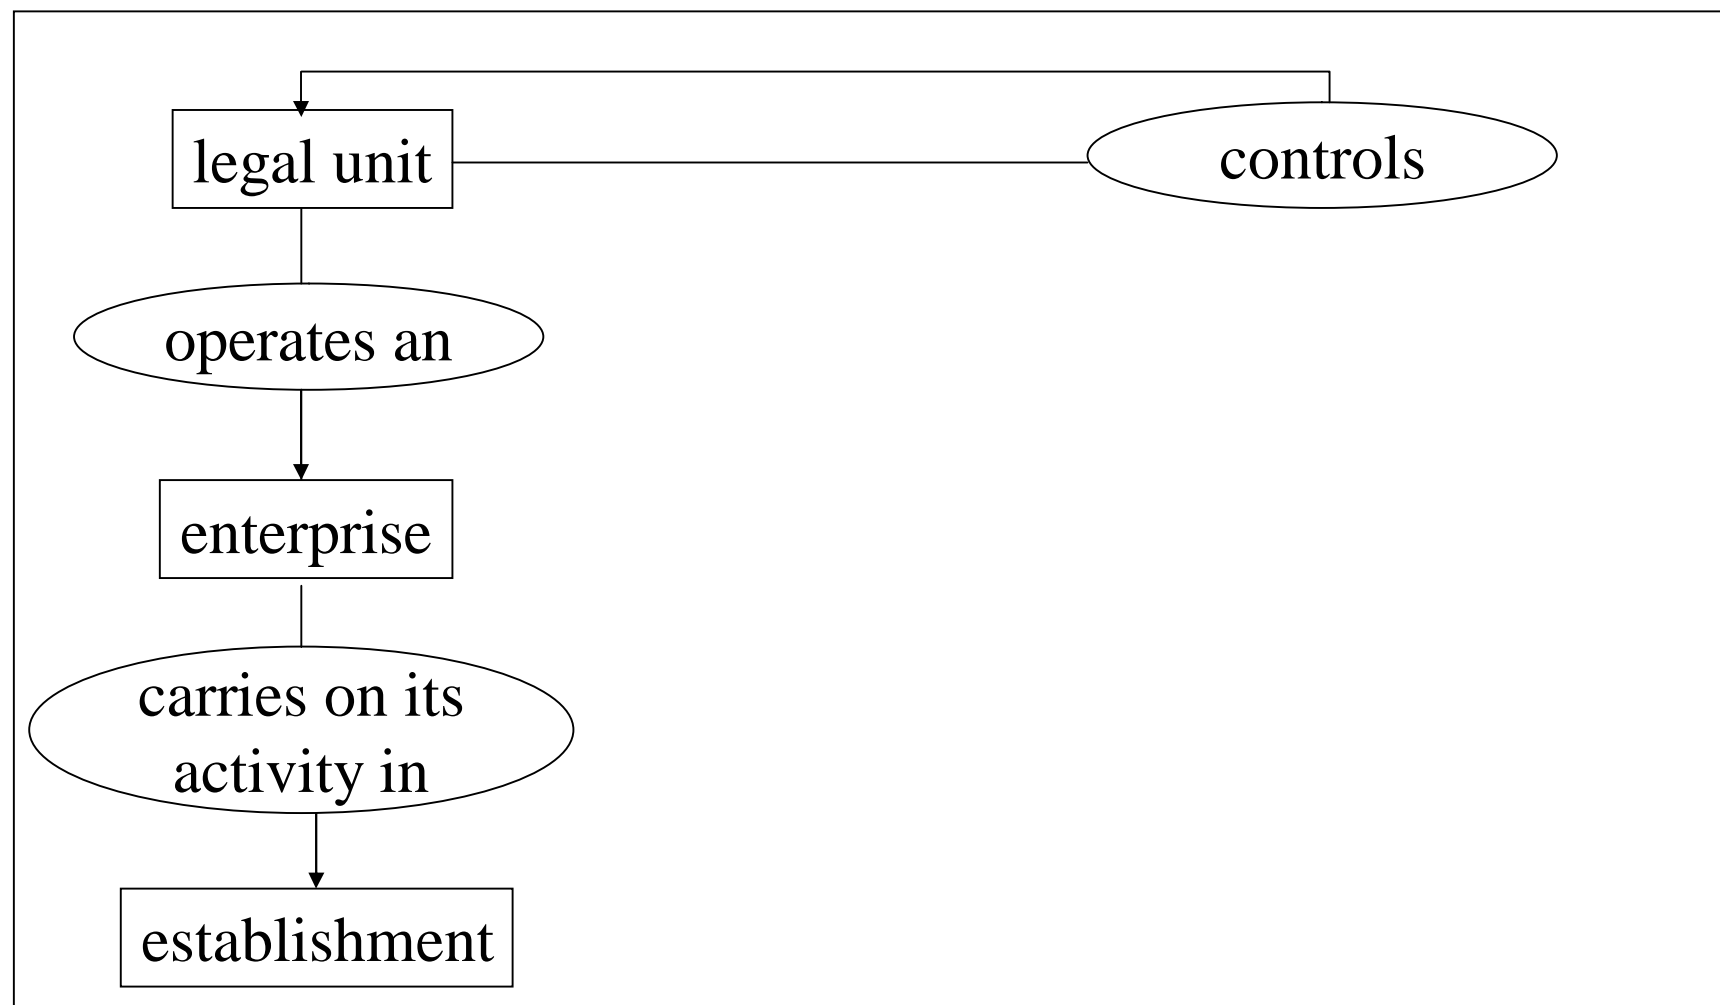 legal unit
controls
operates an
enterprise
carries on its
activity in
establishment